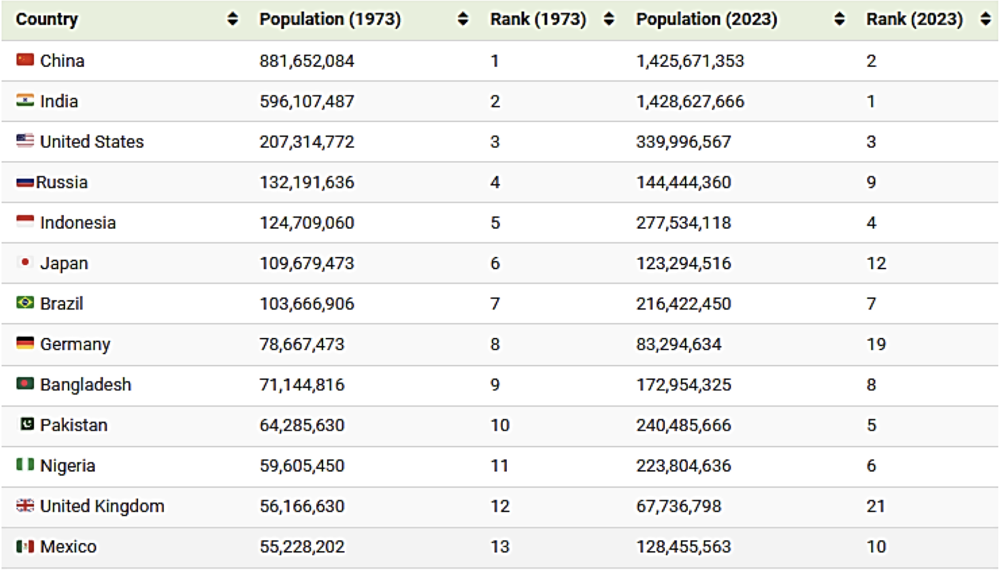 Country Population (1973) Rank (1973) Population (2023) Rank (2023)
China 881,652,084 1 1,425,671,353 2
India 596,107,487 2 1,428,627,666 1
United States 207,314,772 3 339,996,567 3
Russia 132,191,636 4 144,444,360 9
Indonesia 124,709,060 5 277,534,118 4
Japan 109,679,473 6 123,294,516 12
Brazil 103,666,906 7 216,422,450 7
Germany 78,667,473 8 83,294,634 19
Bangladesh 71,144,816 9 172,954,325 8
Pakistan 64,285,630 10 240,485,666 5
Nigeria 59,605,450 11 223,804,636 6
United Kingdom 56,166,630 12 67,736,798 21
Mexico 55,228,202 13 128,455,563 10